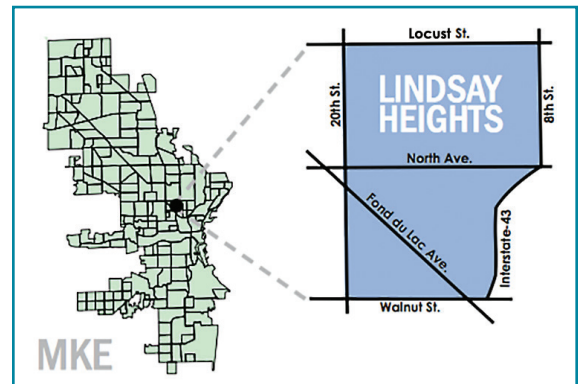 Locust St.
20th St.
LINDSAY
HEIGHTS
8th St.
North Ave.
Fond du Lac Ave.
Interstate-43
Walnut St.
MKE